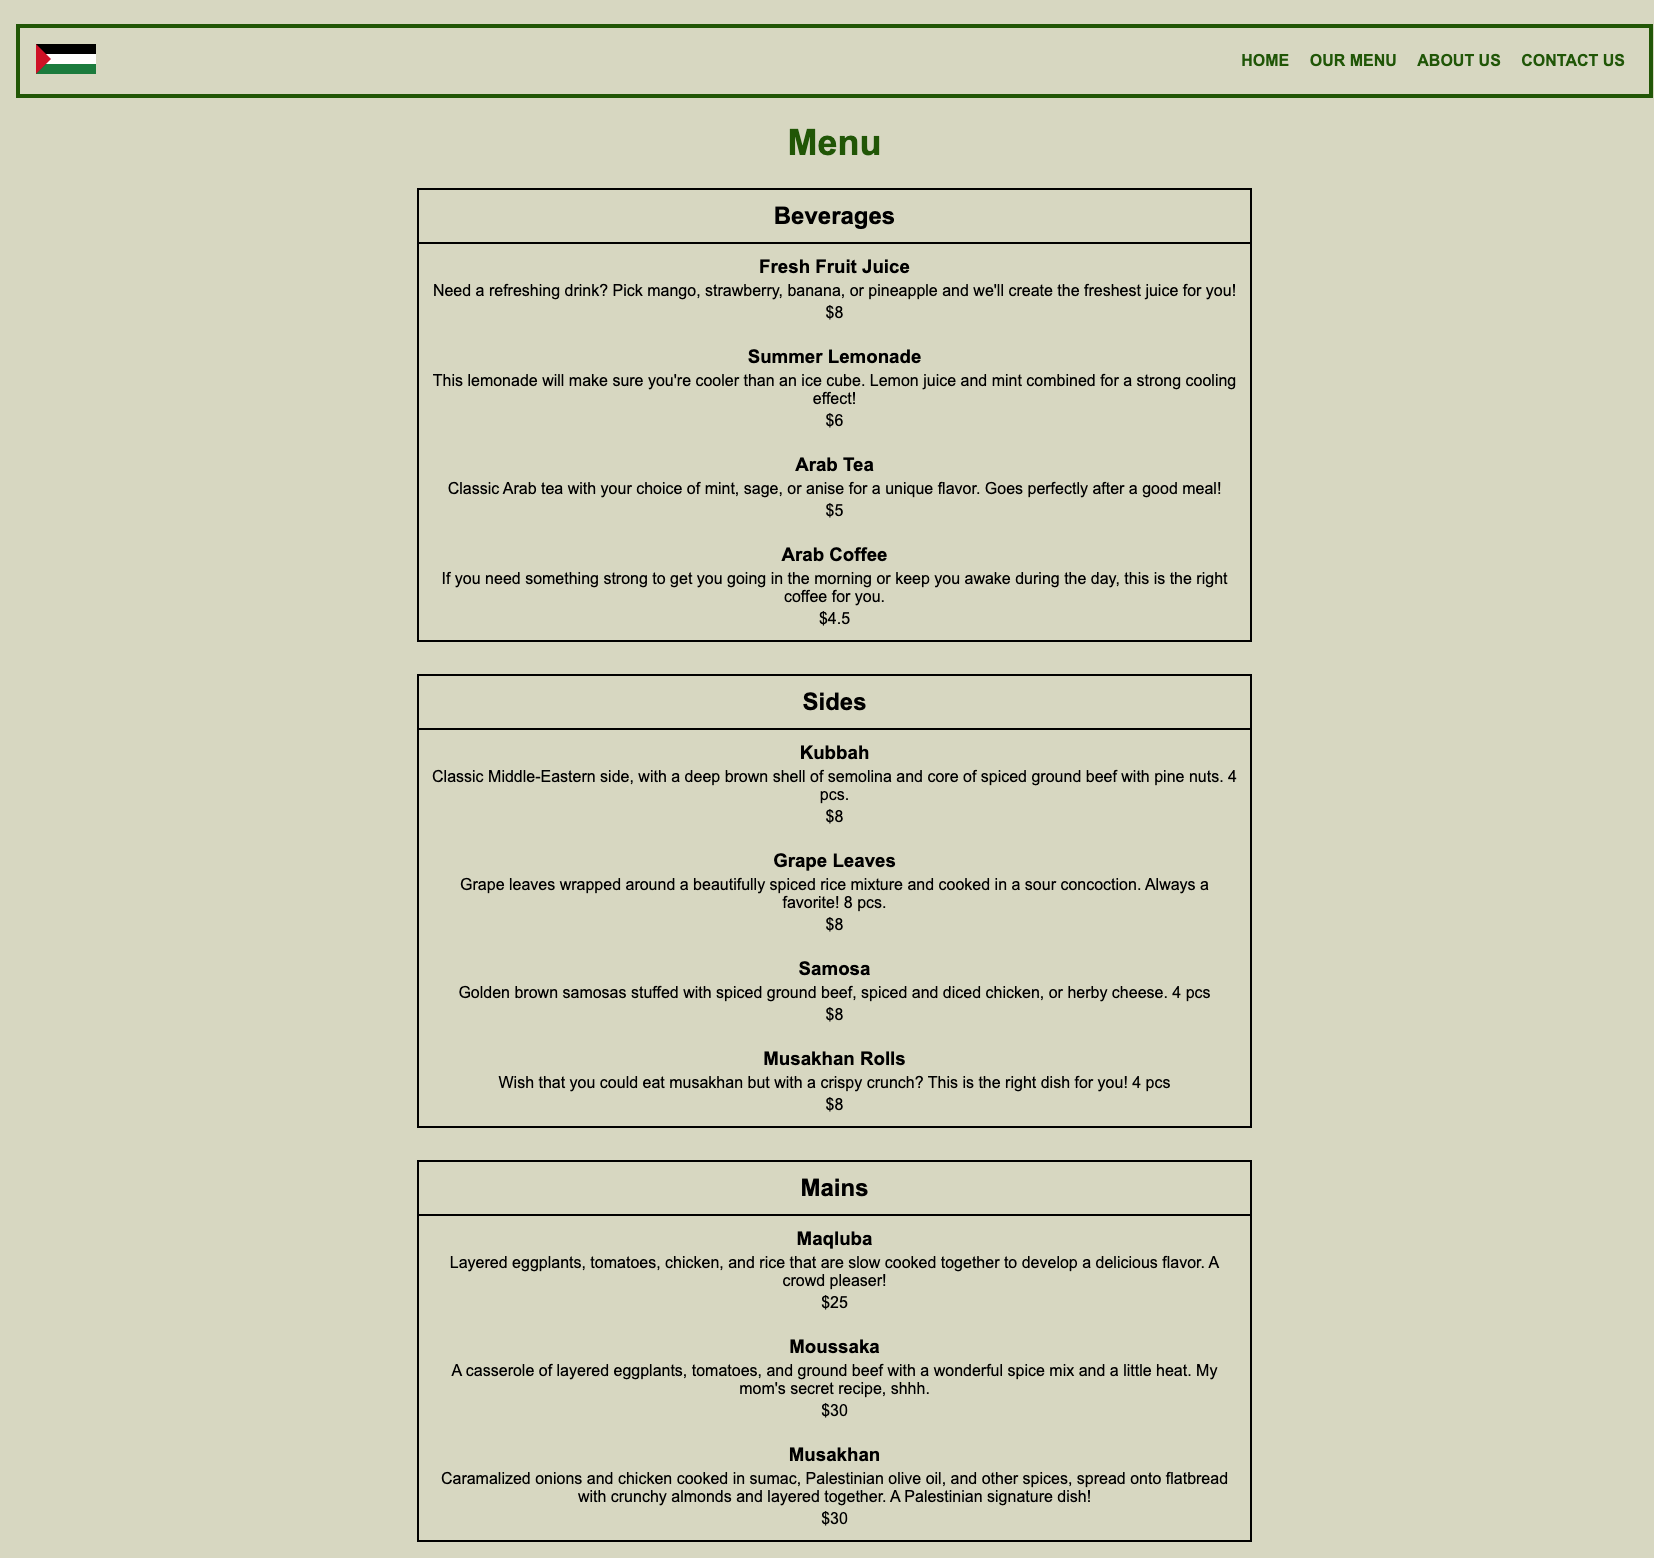 HOME OUR MENU ABOUT US CONTACT US
Menu
Beverages
Fresh Fruit Juice
Need a refreshing drink? Pick mango, strawberry, banana, or pineapple and we'll create the freshest juice for you!
$8
Summer Lemonade
This lemonade will make sure you're cooler than an ice cube. Lemon juice and mint combined for a strong cooling
effect!
$6
Arab Tea
Classic Arab tea with your choice of mint, sage, or anise for a unique flavor. Goes perfectly after a good meal!
$5
Arab Coffee
If you need something strong to get you going in the morning or keep you awake during the day, this is the right
coffee for you.
$4.5
Sides
Kubbah
Classic Middle-Eastern side, with a deep brown shell of semolina and core of spiced ground beef with pine nuts. 4
pcs.
$8
Grape Leaves
Grape leaves wrapped around a beautifully spiced rice mixture and cooked in a sour concoction. Always a
favorite! 8 pcs.
$8
Samosa
Golden brown samosas stuffed with spiced ground beef, spiced and diced chicken, or herby cheese. 4 pcs
$8
Musakhan Rolls
Wish that you could eat musakhan but with a crispy crunch? This is the right dish for you! 4 pcs
$8
Mains
Maqluba
Layered eggplants, tomatoes, chicken, and rice that are slow cooked together to develop a delicious flavor. A
crowd pleaser!
$25
Moussaka
A casserole of layered eggplants, tomatoes, and ground beef with a wonderful spice mix and a little heat. My
mom's secret recipe, shhh.
$30
Musakhan
Caramalized onions and chicken cooked in sumac, Palestinian olive oil, and other spices, spread onto flatbread
with crunchy almonds and layered together. A Palestinian signature dish!
$30